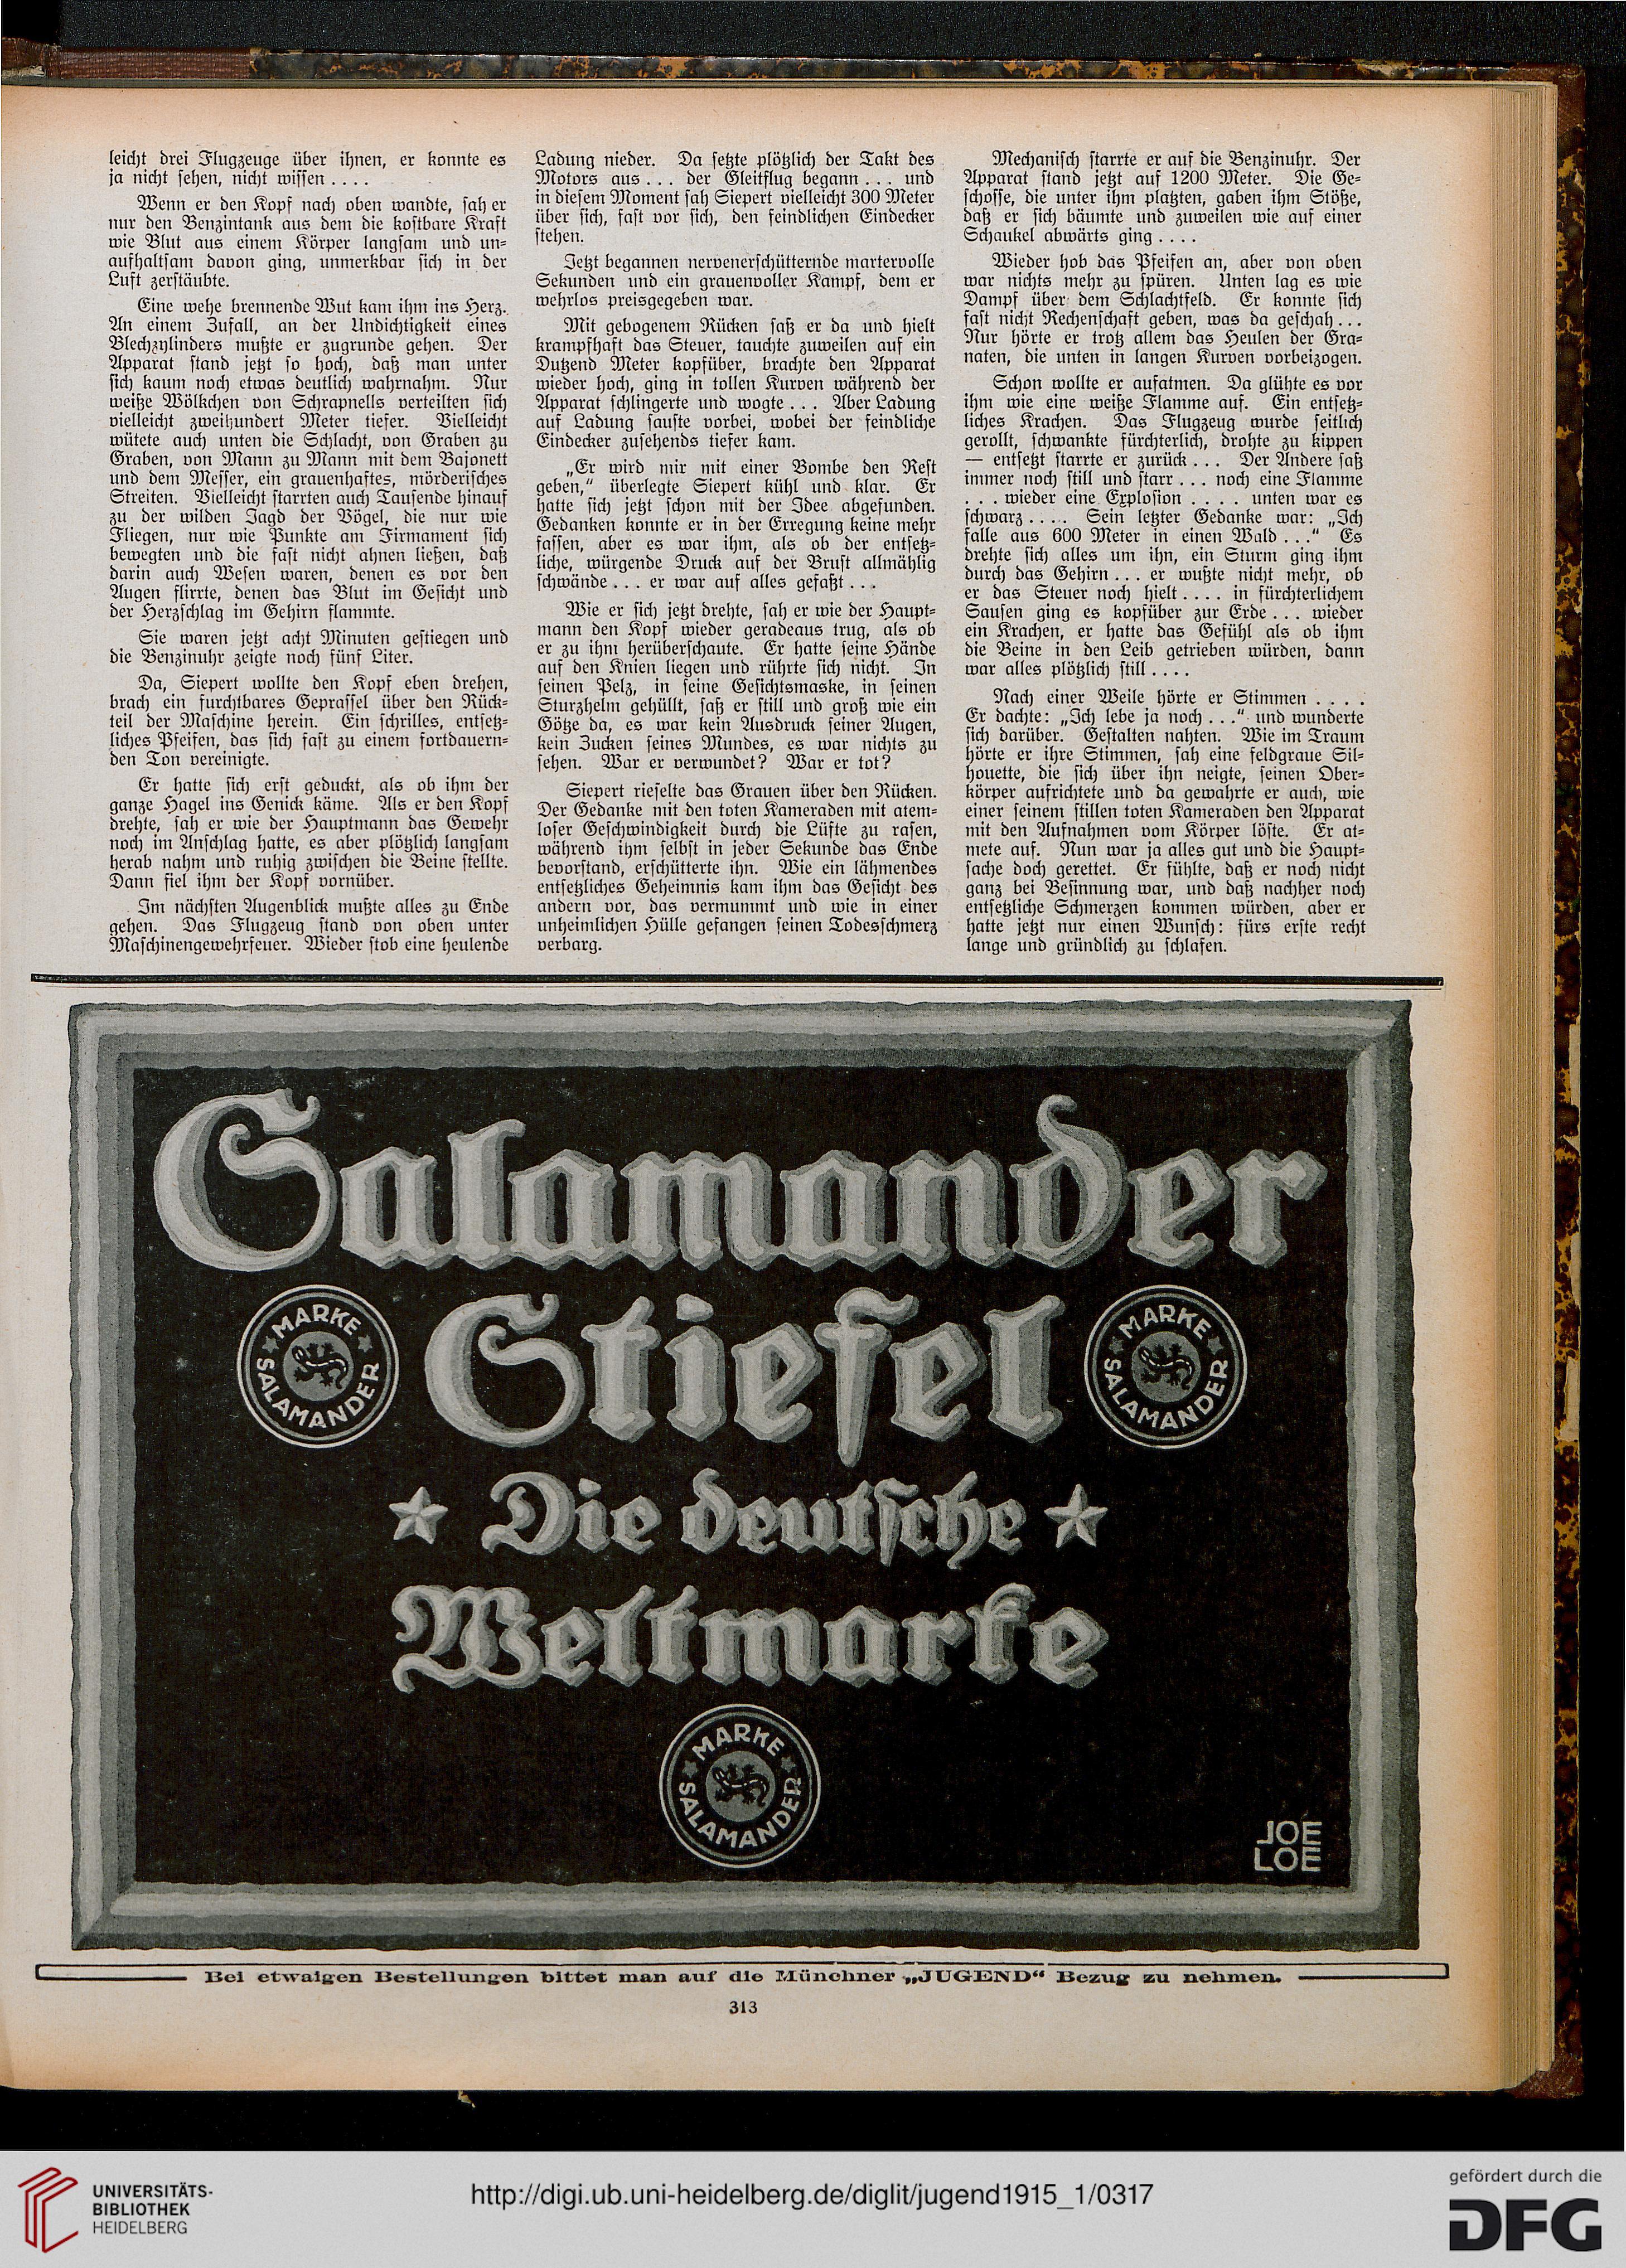 leicht drei Flugzeuge über ihnen, er konnte es
ja nicht sehen, nicht wissen . . . .
Wenn er den Kopf nach oben wandte, sah er
nur den Benzintank aus dem die kostbare Kraft
wie Blut aus einem Körper langsam und un-
aufhaltsam davon ging, unmerkbar sich in der
Luft zerstäubte.
Eine wehe brennende Wut kam ihm ins Herz.
An einem Zufall, an der Undichtigkeit eines
Blechzylinders mußte er zugrunde gehen. Der
Apparat stand jetzt so hoch, daß man unter
sich kaum noch etwas deutlich wahrnahm. Nur
weiße Wölkchen von Schrapnells verteilten sich
vielleicht zweihundert Meter tiefer. Vielleicht
wütete auch unten die Schlacht, von Graben zu
Graben, von Mann zu Mann mit dem Bajonett
und dem Messer, ein grauenhaftes, mörderisches
Streiten. Vielleicht starrten auch Tausende hinauf
zu der wilden Jagd der Vögel, die nur wie
Fliegen, nur wie Punkte am Firmament sich
bewegten und die fast nicht ahnen ließen, daß
darin auch Wesen waren, denen es vor den
Augen flirrte, denen das Blut im Gesicht und
der Herzschlag im Gehirn flammte.
Sie waren jetzt acht Minuten gestiegen und
die Benzinuhr zeigte noch fünf Liter.
Da, Siepert wollte den Kopf eben drehen,
brach ein furchtbares Geprassel über den Rück-
teil der Maschine herein. Ein schrilles, entsetz-
liches Pfeifen, das sich fast zu einem fortdauern-
den Ton vereinigte.
Er hatte sich erst geduckt, als ob ihm der
ganze Hagel ins Genick käme. Als er den Kopf
drehte, sah er wie der Hauptmann das Gewehr
noch im Anschlag hatte, es aber plötzlich langsam
herab nahm und ruhig zwischen die Beine stellte.
Dann fiel ihm der Kopf vornüber.
Im nächsten Augenblick mußte alles zu Ende
gehen. Das Flugzeug stand von oben unter
Maschinengewehrfeuer. Wieder stob eine heulende
Ladung nieder. Da setzte plötzlich der Takt des
Motors aus . . . der Gleitflug begann . . . und
in diesem Moment sah Siepert vielleicht 300 Meter
über sich, fast vor sich, den feindlichen Eindecker
stehen.
Jetzt begannen nervenerschütternde martervolle
Sekunden und ein grauenvoller Kampf, dem er
wehrlos preisgegeben war.
Mit gebogenem Rücken saß er da und hielt
krampfhaft das Steuer, tauchte zuweilen auf ein
Dutzend Meter kopfüber, brachte den Apparat
wieder hoch, ging in tollen Kurven während der
Apparat schlingerte und wogte . . . Aber Ladung
auf Ladung sauste vorbei, wobei der feindliche
Eindecker zusehends tiefer kam.
„Er wird mir mit einer Bombe den Rest
geben,“ überlegte Siepert kühl und klar. Er
hatte sich jetzt schon mit der Idee abgefunden.
Gedanken konnte er in der Erregung keine mehr
fassen, aber es war ihm, als ob der entsetz-
liche, würgende Druck auf der Brust allmählig
schwände . . . er war auf alles gefaßt . . .
Wie er sich jetzt drehte, sah er wie der Haupt-
mann den Kopf wieder geradeaus trug, als ob
er zu ihm herüberschaute. Er hatte seine Hände
auf den Knien liegen und rührte sich nicht. In
seinen Pelz, in seine Gesichtsmaske, in seinen
Sturzhelm gehüllt, saß er still und groß wie ein
Götze da, es war kein Ausdruck seiner Augen,
kein Zucken seines Mundes, es war nichts zu
sehen. War er verwundet? War er tot?
Siepert rieselte das Grauen über den Rücken.
Der Gedanke mit den toten Kameraden mit atem-
loser Geschwindigkeit durch die Lüfte zu rasen,
während ihm selbst in jeder Sekunde das Ende
bevorstand, erschütterte ihn. Wie ein lähmendes
entsetzliches Geheimnis kam ihm das Gesicht des
andern vor, das vermummt und wie in einer
unheimlichen Hülle gefangen seinen Todesschmerz
verbarg.
Mechanisch starrte er auf die Benzinuhr. Der
Apparat stand jetzt auf 1200 Meter. Die Ge-
schosse, die unter ihm platzten, gaben ihm Stöße,
daß er sich bäumte und zuweilen wie auf einer
Schaukel abwärts ging . . . .
Wieder hob das Pfeifen an, aber von oben
war nichts mehr zu spüren. Unten lag es wie
Dampf über dem Schlachtfeld. Er konnte sich
fast nicht Rechenschaft geben, was da geschah . . .
Nur hörte er trotz allem das Heulen der Gra-
naten, die unten in langen Kurven vorbeizogen.
Schon wollte er aufatmen. Da glühte es vor
ihm wie eine weiße Flamme auf. Ein entsetz-
liches Krachen. Das Flugzeug wurde seitlich
gerollt, schwankte fürchterlich, drohte zu kippen
— entsetzt starrte er zurück . . . Der Andere saß
immer noch still und starr . . . noch eine Flamme
. . . wieder eine Explosion . . . . unten war es
schwarz . . . . Sein letzter Gedanke war: „Ich
falle aus 600 Meter in einen Wald . . .“ Es
drehte sich alles um ihn, ein Sturm ging ihm
durch das Gehirn . . . er wußte nicht mehr, ob
er das Steuer noch hielt . . . . in fürchterlichem
Sausen ging es kopfüber zur Erde . . . wieder
ein Krachen, er hatte das Gefühl als ob ihm
die Beine in den Leib getrieben würden, dann
war alles plötzlich still . . . .
Nach einer Weile hörte er Stimmen . . . .
Er dachte: „Ich lebe ja noch . . .“ und wunderte
sich darüber. Gestalten nahten. Wie im Traum
hörte er ihre Stimmen, sah eine feldgraue Sil-
houette, die sich über ihn neigte, seinen Ober-
körper aufrichtete und da gewahrte er auch, wie
einer seinem stillen toten Kameraden den Apparat
mit den Aufnahmen vom Körper löste. Er at-
mete auf. Nun war ja alles gut und die Haupt-
sache doch gerettet. Er fühlte, daß er noch nicht
ganz bei Besinnung war, und daß nachher noch
entsetzliche Schmerzen kommen würden, aber er
hatte jetzt nur einen Wunsch: fürs erste recht
lange und gründlich zu schlafen.
Salamander
MARKE SALAMANDER
Stiefel
MARKE SALAMANDER
Die deutsche
Weltmarke
MARKE SALAMANDER
JOE
LOE
Bei etwaigen Bestellungen bittet man auf die Münchner „JUGEND“ Bezug zu nehmen.
313
UNIVERSITÄTS-
BIBLIOTHEK
HEIDELBERG
http://digi.ub.uni-heidelberg.de/diglit/jugend1915_1/0317
gefördert durch die
DFG